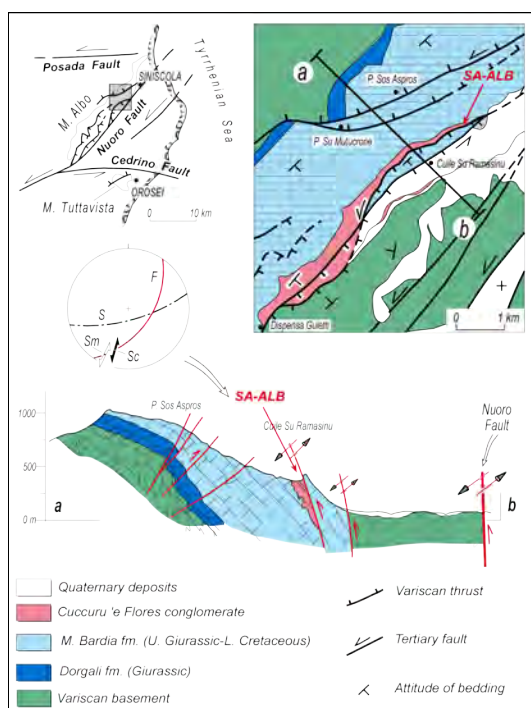 Posada Fault
SINISCOLA
Tyrrhenian Sea
M. Albo
Nuoro Fault
Cedrino Fault
OROSEI
M. Tuttavista
0 10 km
a
P. Sos Aspros
SA-ALB
P. Su Mutucrone
Cuile Su Ramasinu
b
Dispensa Guletti
0 1 km
F
S
Sm
Sc
SA-ALB
P. Sos Aspros
Cuile Su Ramasinu
Nuoro
Fault
1000
500
0 m
a
b
Quaternary deposits
Cuccuru 'e Flores conglomerate
M. Bardia fm. (U. Giurassic-L. Cretaceous)
Dorgali fm. (Giurassic)
Variscan basement
Variscan thrust
Tertiary fault
Attitude of bedding